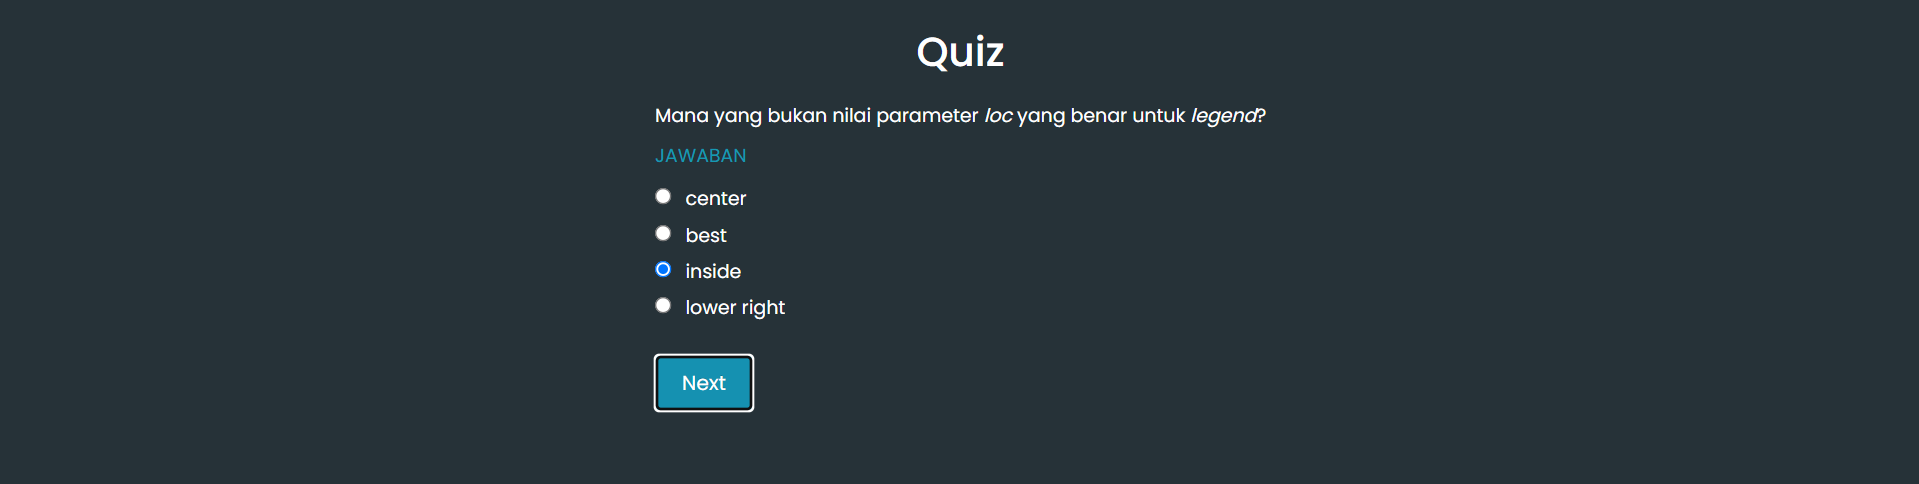 Quiz
Mana yang bukan nilai parameter loc yang benar untuk legend?
JAWABAN
center
best
inside
lower right
Next